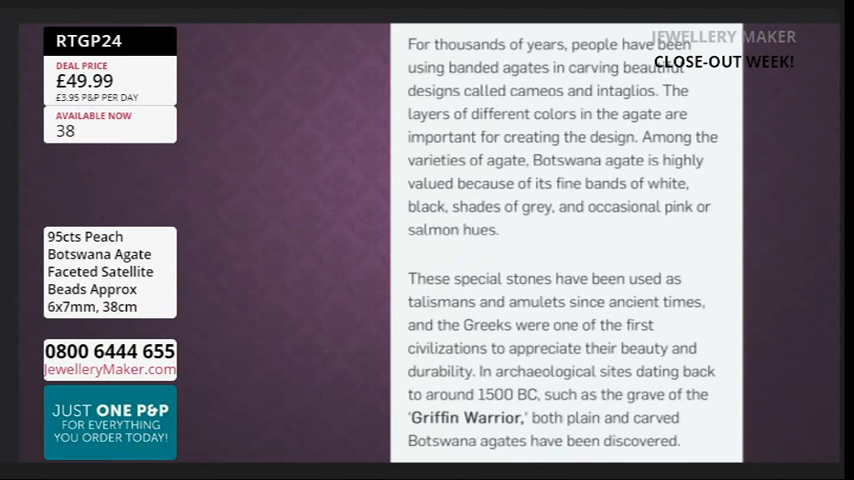 RTGP24
DEAL PRICE
£49.99
£3.95 P&P PER DAY
AVAILABLE NOW
38
95cts Peach
Botswana Agate
Faceted Satellite
Beads Approx
6x7mm, 38cm
0800 6444 655
JewelleryMaker.com
JUST ONE P&P
FOR EVERYTHING
YOU ORDER TODAY!
JEWELLERY MAKER
CLOSE-OUT WEEK!
For thousands of years, people have been
using banded agates in carving beautiful
designs called cameos and intaglios. The
layers of different colors in the agate are
important for creating the design. Among the
varieties of agate, Botswana agate is highly
valued because of its fine bands of white,
black, shades of grey, and occasional pink or
salmon hues.
These special stones have been used as
talismans and amulets since ancient times,
and the Greeks were one of the first
civilizations to appreciate their beauty and
durability. In archaeological sites dating back
to around 1500 BC, such as the grave of the
'Griffin Warrior,' both plain and carved
Botswana agates have been discovered.